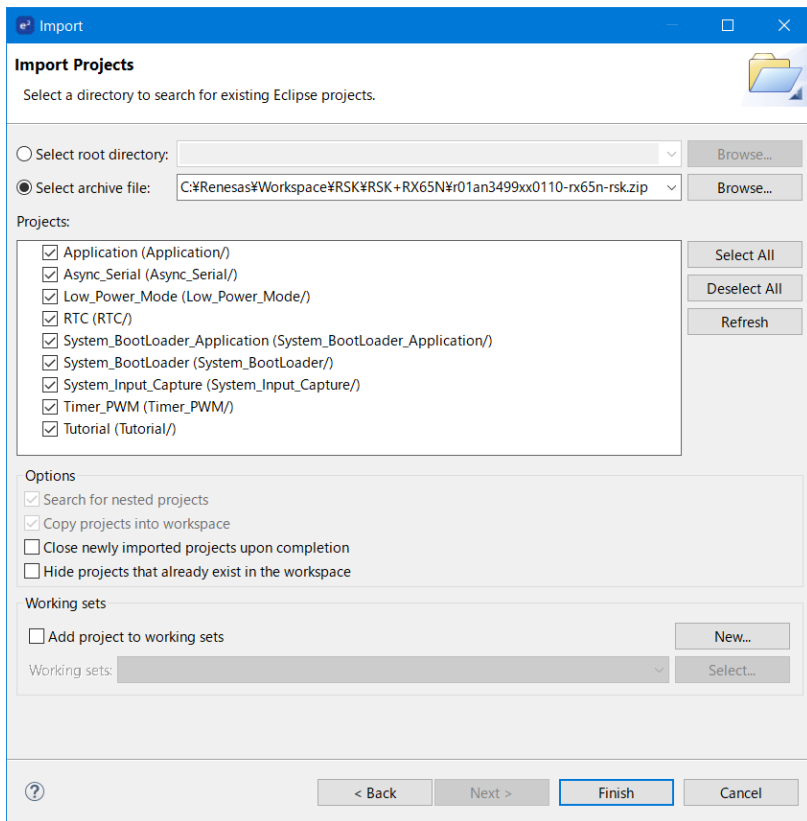 e² Import
Import Projects
Select a directory to search for existing Eclipse projects.
Select root directory:
Browse...
Select archive file:
C:¥Renesas¥Workspace¥RSK¥RSK+RX65N¥r01an3499xx0110-rx65n-rsk.zip
Browse...
Projects:
Application (Application/)
Async_Serial (Async_Serial/)
Low_Power_Mode (Low_Power_Mode/)
RTC (RTC/)
System_BootLoader_Application (System_BootLoader_Application/)
System_BootLoader (System_BootLoader/)
System_Input_Capture (System_Input_Capture/)
Timer_PWM (Timer_PWM/)
Tutorial (Tutorial/)
Select All
Deselect All
Refresh
Options
Search for nested projects
Copy projects into workspace
Close newly imported projects upon completion
Hide projects that already exist in the workspace
Working sets
Add project to working sets
New...
Working sets:
Select...
?
< Back
Next >
Finish
Cancel